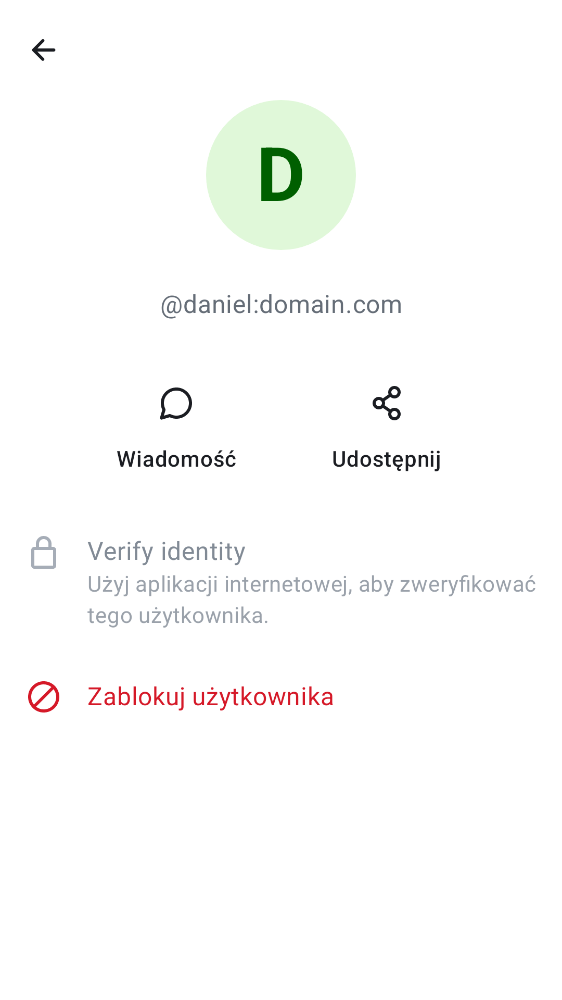 D
@daniel:domain.com
Wiadomość
Udostępnij
Verify identity
Użyj aplikacji internetowej, aby zweryfikować
tego użytkownika.
Zablokuj użytkownika